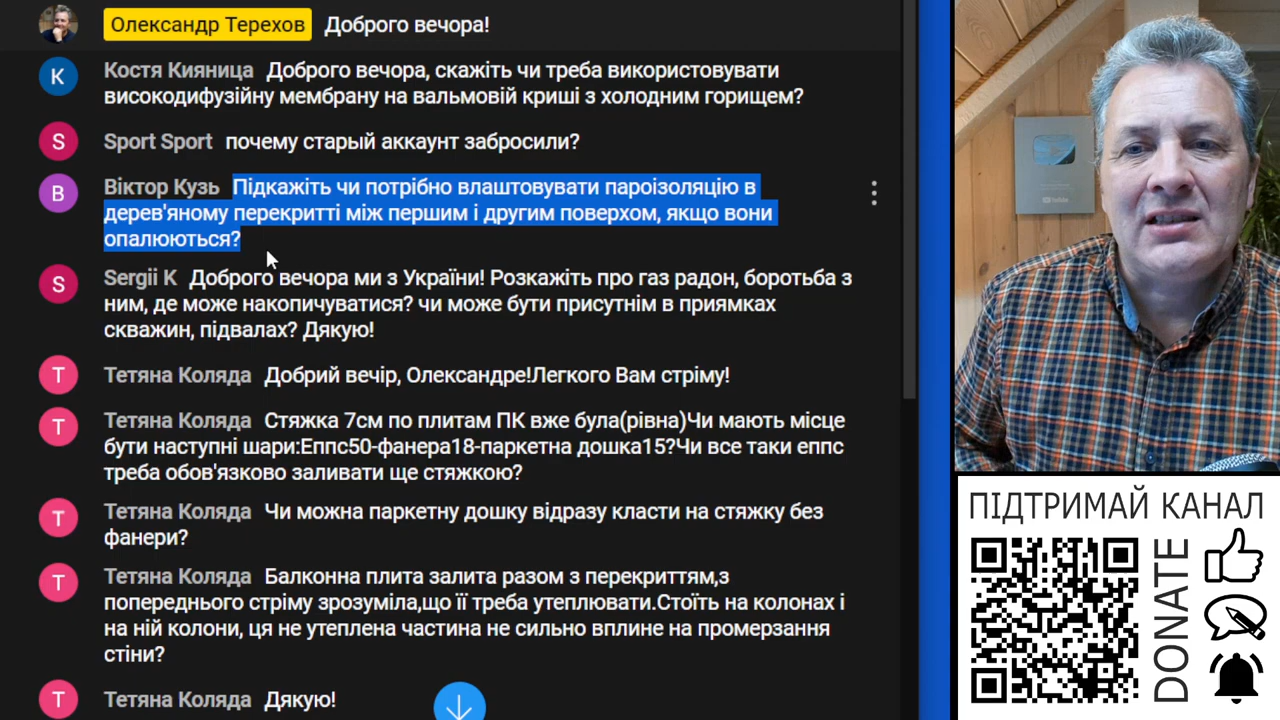 Олександр Терехов Доброго вечора!
К Костя Кияница Доброго вечора, скажіть чи треба використовувати
високодифузійну мембрану на вальмовій криші з холодним горищем?
S Sport Sport почему старый аккаунт забросили?
В Віктор Кузь Підкажіть чи потрібно влаштовувати пароізоляцію в
дерев'яному перекритті між першим і другим поверхом, якщо вони
опалюються?
S Sergii K Доброго вечора ми з України! Розкажіть про газ радон, боротьба з
ним, де може накопичуватися? чи може бути присутнім в приямках
скважин, підвалах? Дякую!
Т Тетяна Коляда Добрий вечір, Олександре!Легкого Вам стріму!
Т Тетяна Коляда Стяжка 7см по плитам ПК вже була(рівна)Чи мають місце
бути наступні шари:Еппс50-фанера18-паркетна дошка15?Чи все таки еппс
треба обов'язково заливати ще стяжкою?
Т Тетяна Коляда Чи можна паркетну дошку відразу класти на стяжку без
фанери?
Т Тетяна Коляда Балконна плита залита разом з перекриттям,з
попереднього стріму зрозуміла,що її треба утеплювати.Стоїть на колонах і
на ній колони, ця не утеплена частина не сильно вплине на промерзання
стіни?
Т Тетяна Коляда Дякую!
ПІДТРИМАЙ КАНАЛ
DONATE